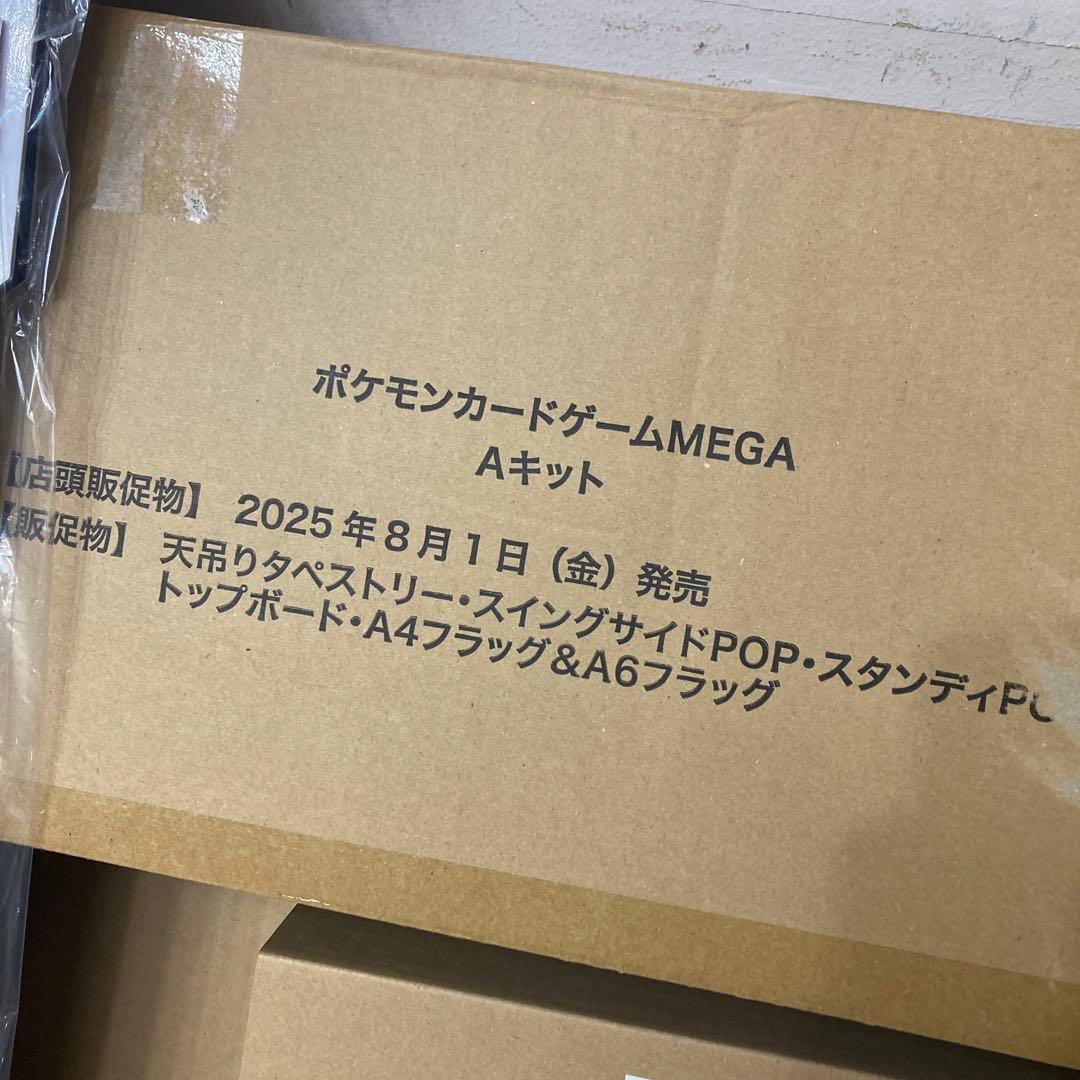 ポケモンカードゲームMEGA
Aキット
【店頭販促物】 2025年8月1日（金）発売
【販促物】 天吊りタペストリー・スイングサイドPOP・スタンディ
トップボード・A4フラッグ&A6フラッグ